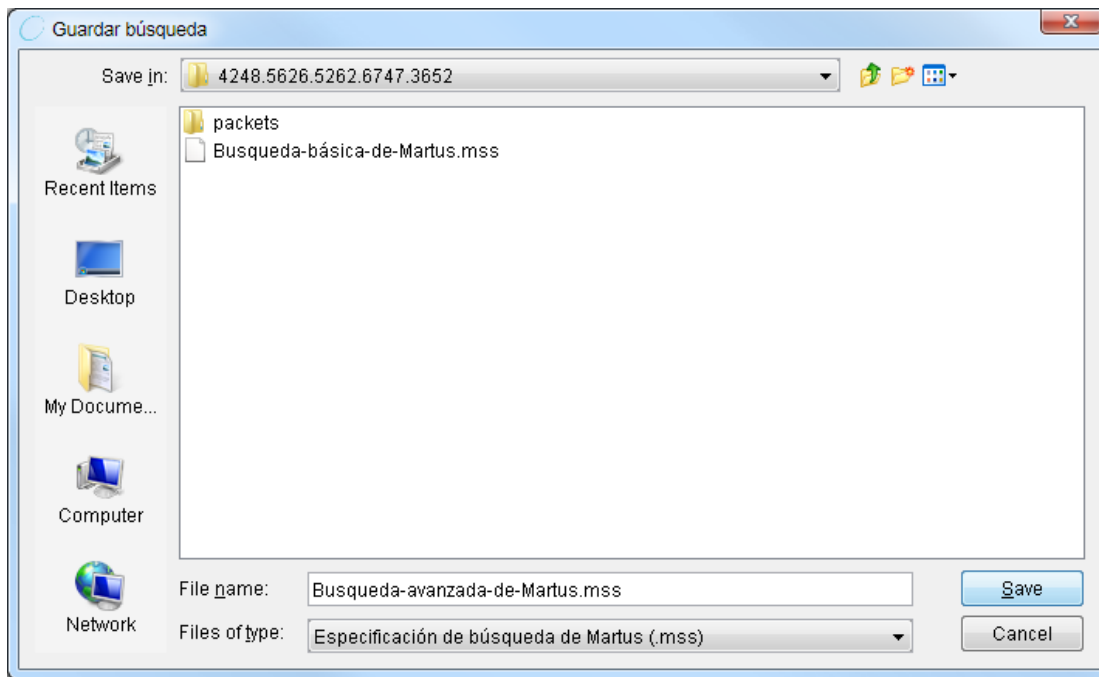 Guardar búsqueda
Save in: 4248.5626.5262.6747.3652
packets
Busqueda-básica-de-Martus.mss
Recent Items
Desktop
My Docume...
Computer
Network
File name: Busqueda-avanzada-de-Martus.mss Save
Files of type: Especificación de búsqueda de Martus (.mss) Cancel